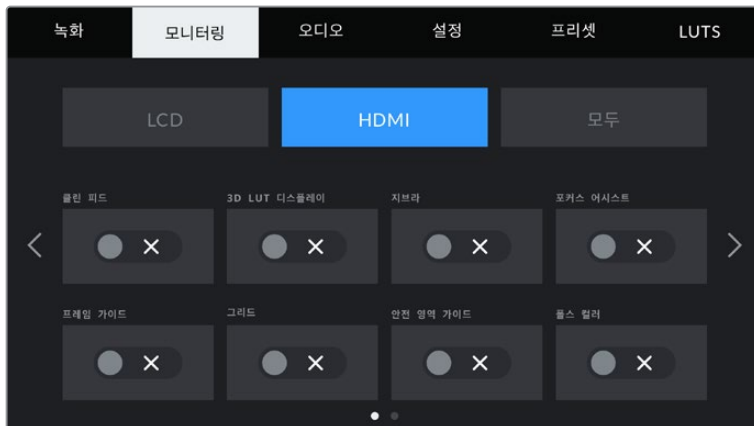 녹화 모니터링 오디오 설정 프리셋 LUTS
LCD HDMI 모두
클린 피드 3D LUT 디스플레이 지브라 포커스 어시스트
프레임 가이드 그리드 안전 영역 가이드 폴스 컬러